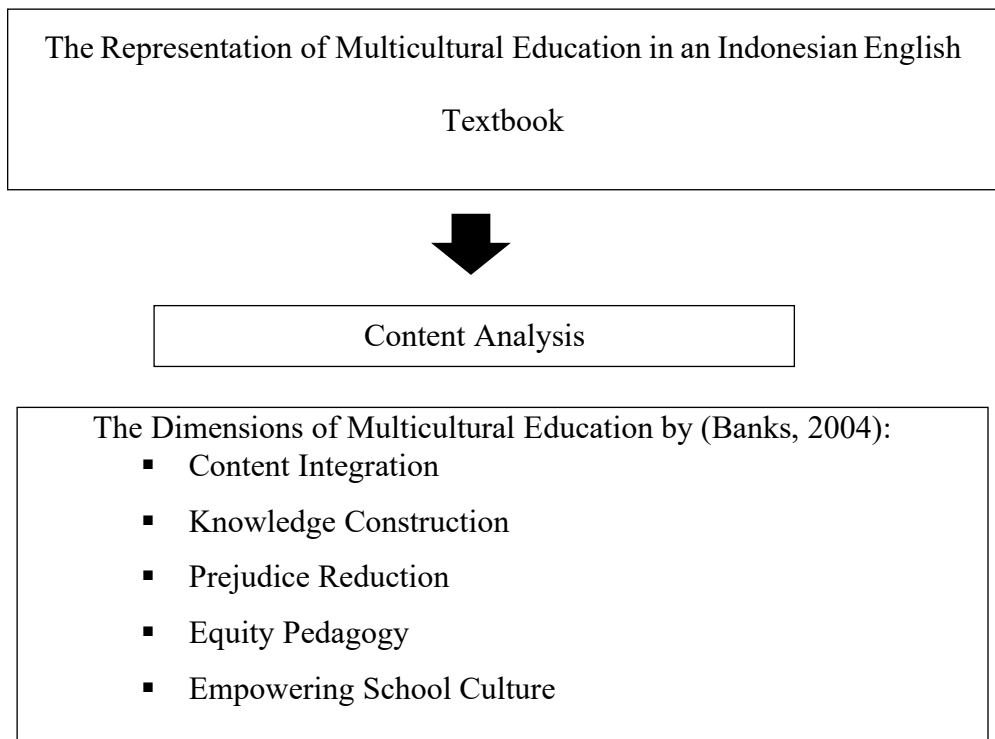 The Representation of Multicultural Education in an Indonesian English
Textbook
Content Analysis
The Dimensions of Multicultural Education by (Banks, 2004):
▪ Content Integration
▪ Knowledge Construction
▪ Prejudice Reduction
▪ Equity Pedagogy
▪ Empowering School Culture